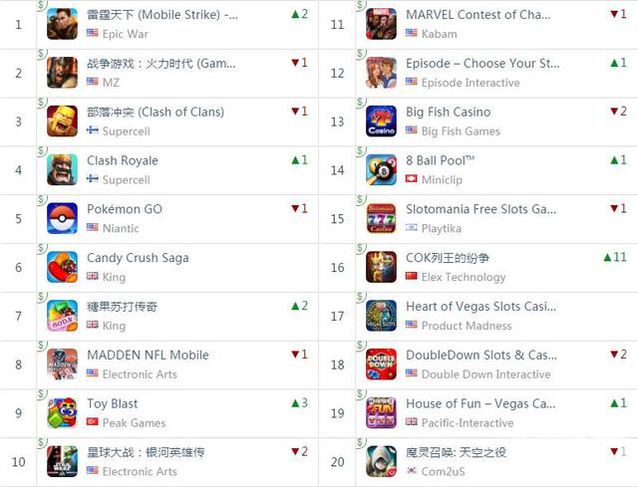 1
雷霆天下 (Mobile Strike) -...
Epic War
▲2
2
战争游戏：火力时代 (Gam...
MZ
▼1
3
部落冲突 (Clash of Clans)
Supercell
▼1
4
Clash Royale
Supercell
▲1
5
Pokémon GO
Niantic
▼1
6
Candy Crush Saga
King
7
糖果苏打传奇
King
▲2
8
MADDEN NFL Mobile
Electronic Arts
▼1
9
Toy Blast
Peak Games
▲3
10
星球大战：银河英雄传
Electronic Arts
▼2
11
MARVEL Contest of Cha...
Kabam
▼1
12
Episode – Choose Your St...
Episode Interactive
▲1
13
Big Fish Casino
Big Fish Games
▼2
14
8 Ball Pool™
Miniclip
▲1
15
Slotomania Free Slots Ga...
Playtika
▼1
16
COK列王的纷争
Elex Technology
▲11
17
Heart of Vegas Slots Casi...
Product Madness
18
DoubleDown Slots & Cas...
Double Down Interactive
▼2
19
House of Fun – Vegas Ca...
Pacific-Interactive
▲1
20
魔灵召唤: 天空之役
Com2uS
▼1